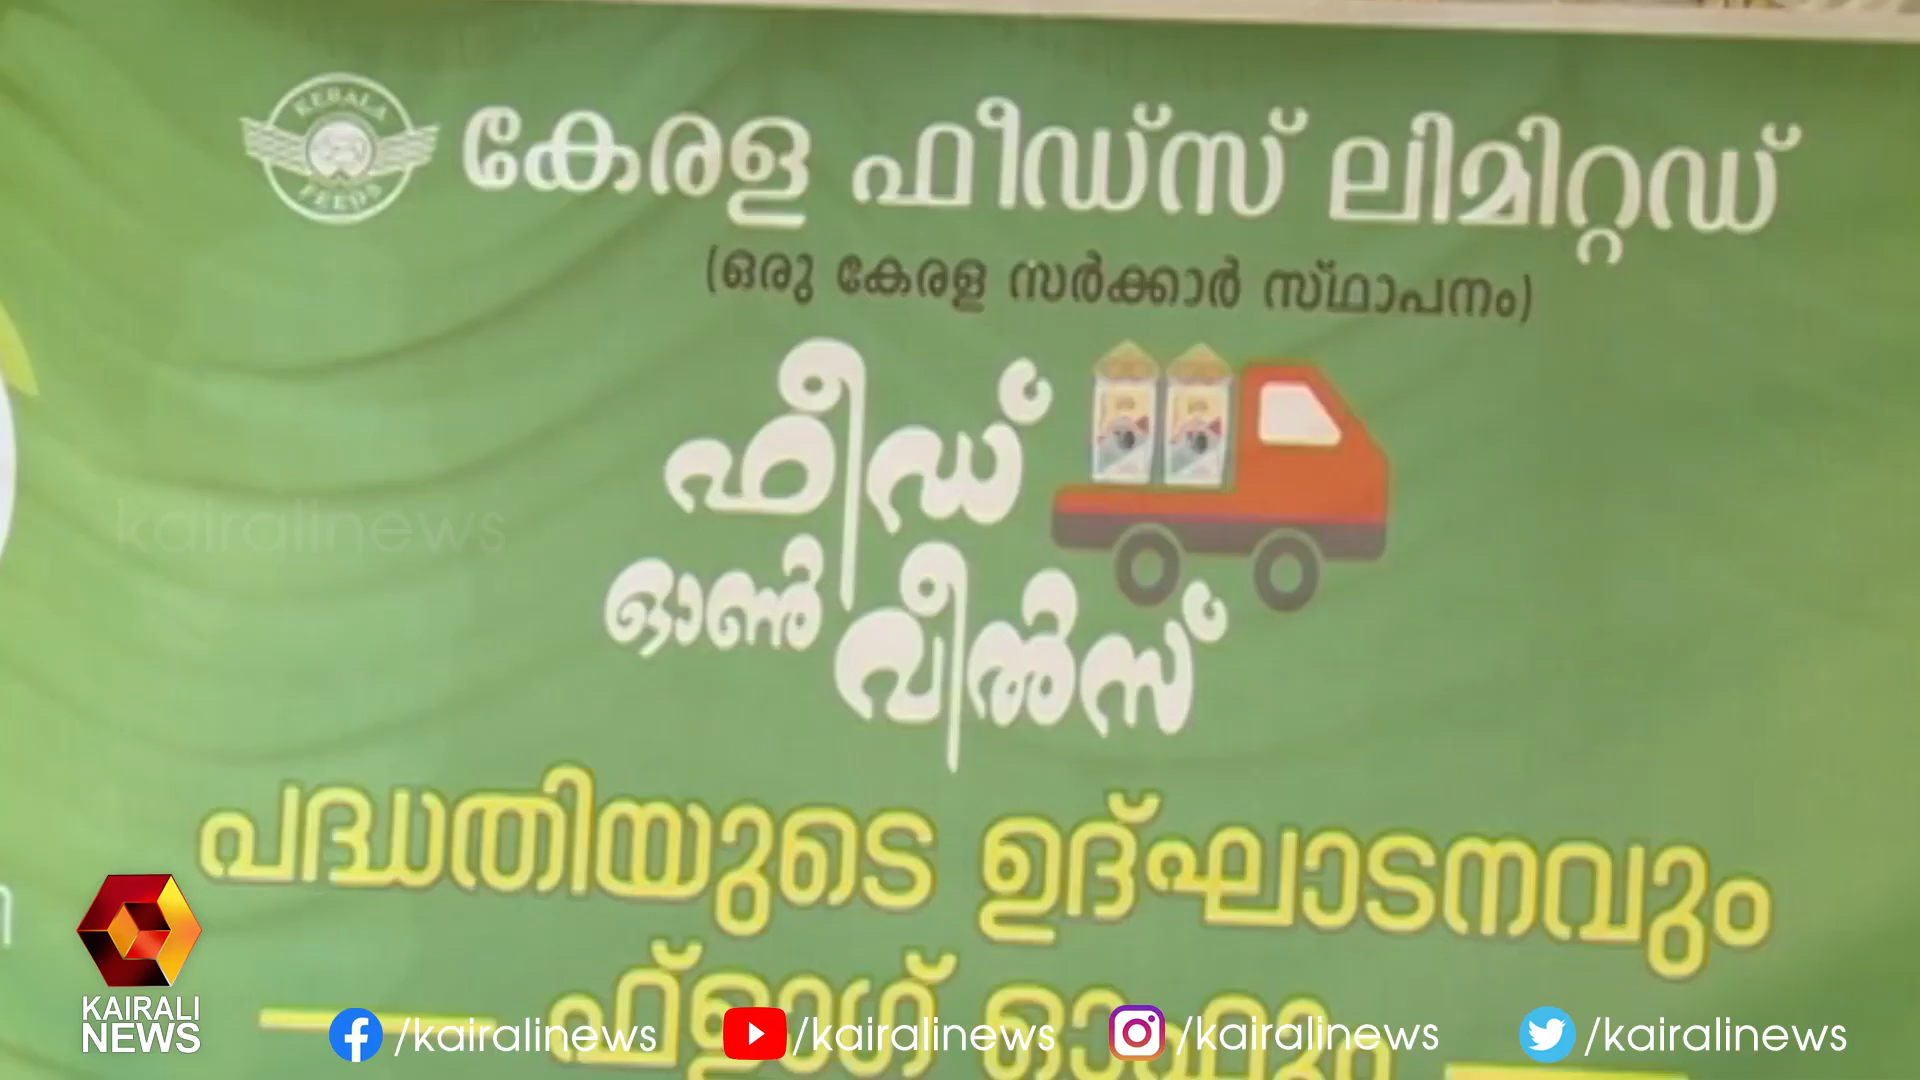 KERALA
FEEDS
കേരള ഫീഡ്സ് ലിമിറ്റഡ്
(ഒരു കേരള സർക്കാർ സ്ഥാപനം)
ഫീഡ്
ഓൺ വീൽസ്
പദ്ധതിയുടെ ഉദ്ഘാടനവും
ഫ്ളാഗ് ഓഫും
kairalinews
KAIRALI
NEWS
/kairalinews /kairalinews /kairalinews /kairalinews